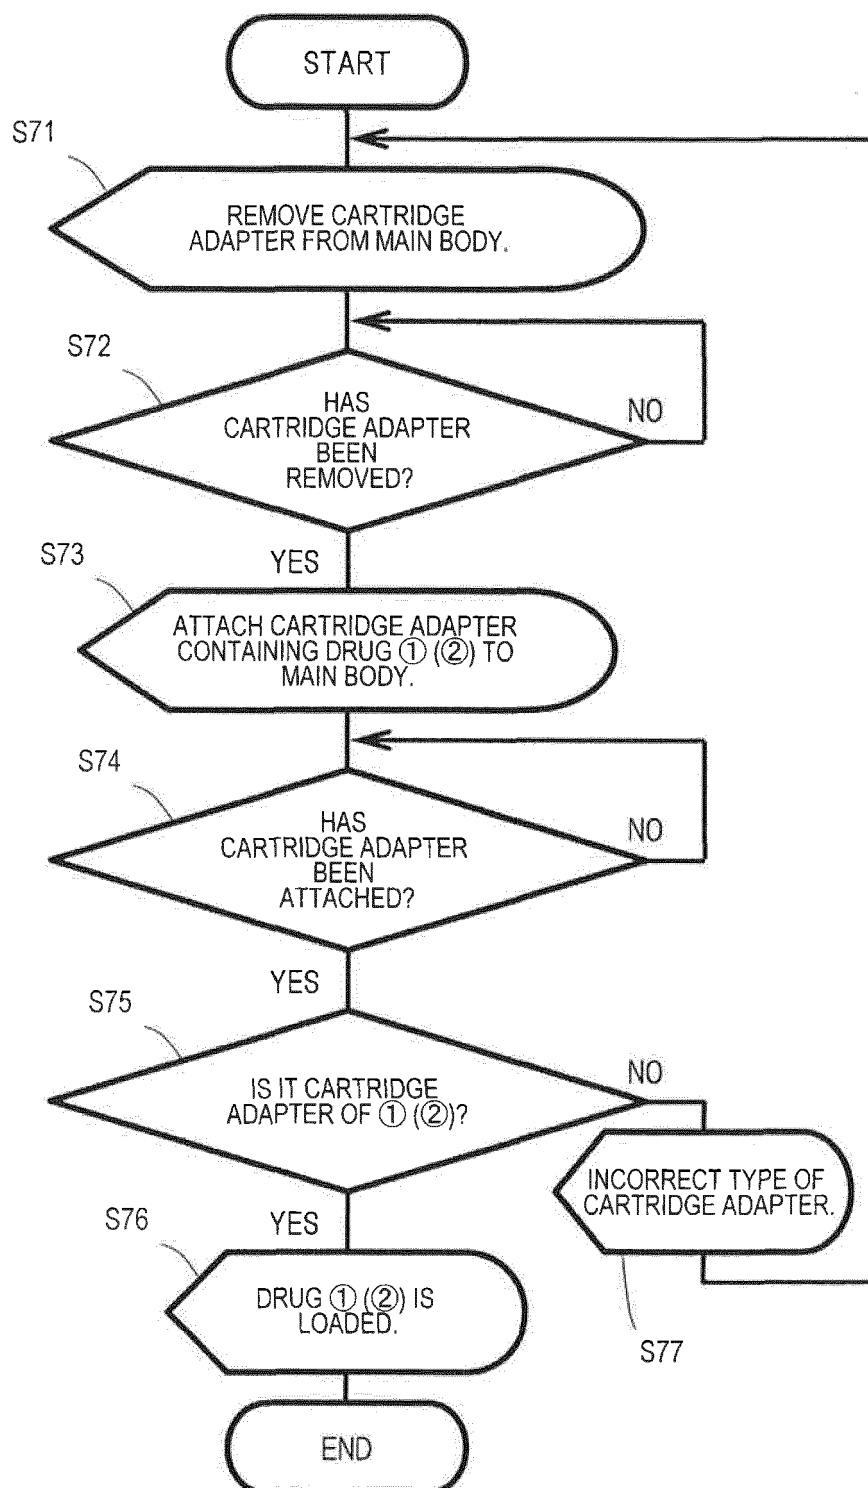 START
S71
REMOVE CARTRIDGE
ADAPTER FROM MAIN BODY.
S72
HAS
CARTRIDGE ADAPTER
BEEN
REMOVED?
NO
YES
S73
ATTACH CARTRIDGE ADAPTER
CONTAINING DRUG ① (②) TO
MAIN BODY.
S74
HAS
CARTRIDGE ADAPTER
BEEN
ATTACHED?
NO
YES
S75
IS IT CARTRIDGE
ADAPTER OF ① (②)?
NO
INCORRECT TYPE OF
CARTRIDGE ADAPTER.
S77
YES
S76
DRUG ① (②) IS
LOADED.
END